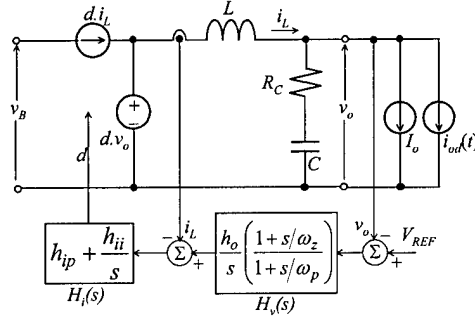 d.i_L
L
i_L
R_C
v_B
d.v_o
v_o
I_o
i_od(t)
C
d
i_L
v_o
−
+
−
V_REF
+
−
+
h_ip + h_ii/s
Σ
h_o/s ( 1+s/ω_z / 1+s/ω_p )
Σ
H_i(s)
H_v(s)